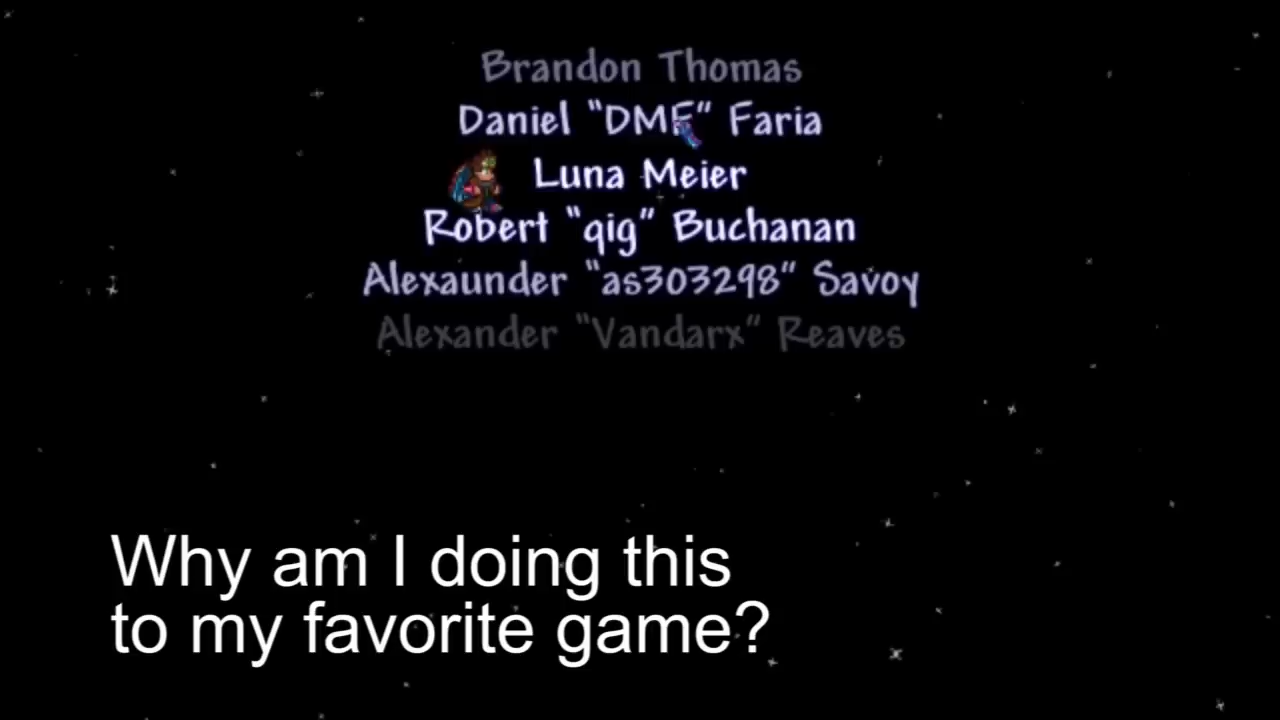 Brandon Thomas
Daniel "DMF" Faria
Luna Meier
Robert "qig" Buchanan
Alexaunder "as303298" Savoy
Alexander "Vandarx" Reaves
Why am I doing this
to my favorite game?